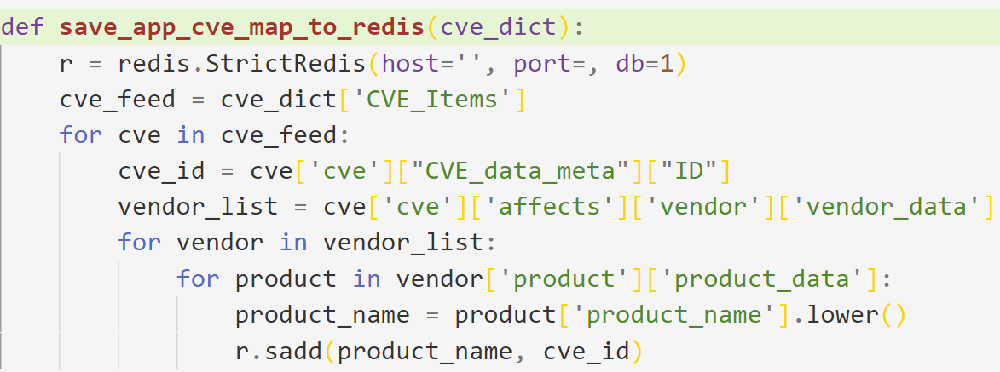 def save_app_cve_map_to_redis(cve_dict):
    r = redis.StrictRedis(host='', port=, db=1)
    cve_feed = cve_dict['CVE_Items']
    for cve in cve_feed:
        cve_id = cve['cve']["CVE_data_meta"]["ID"]
        vendor_list = cve['cve']['affects']['vendor']['vendor_data']
        for vendor in vendor_list:
            for product in vendor['product']['product_data']:
                product_name = product['product_name'].lower()
                r.sadd(product_name, cve_id)